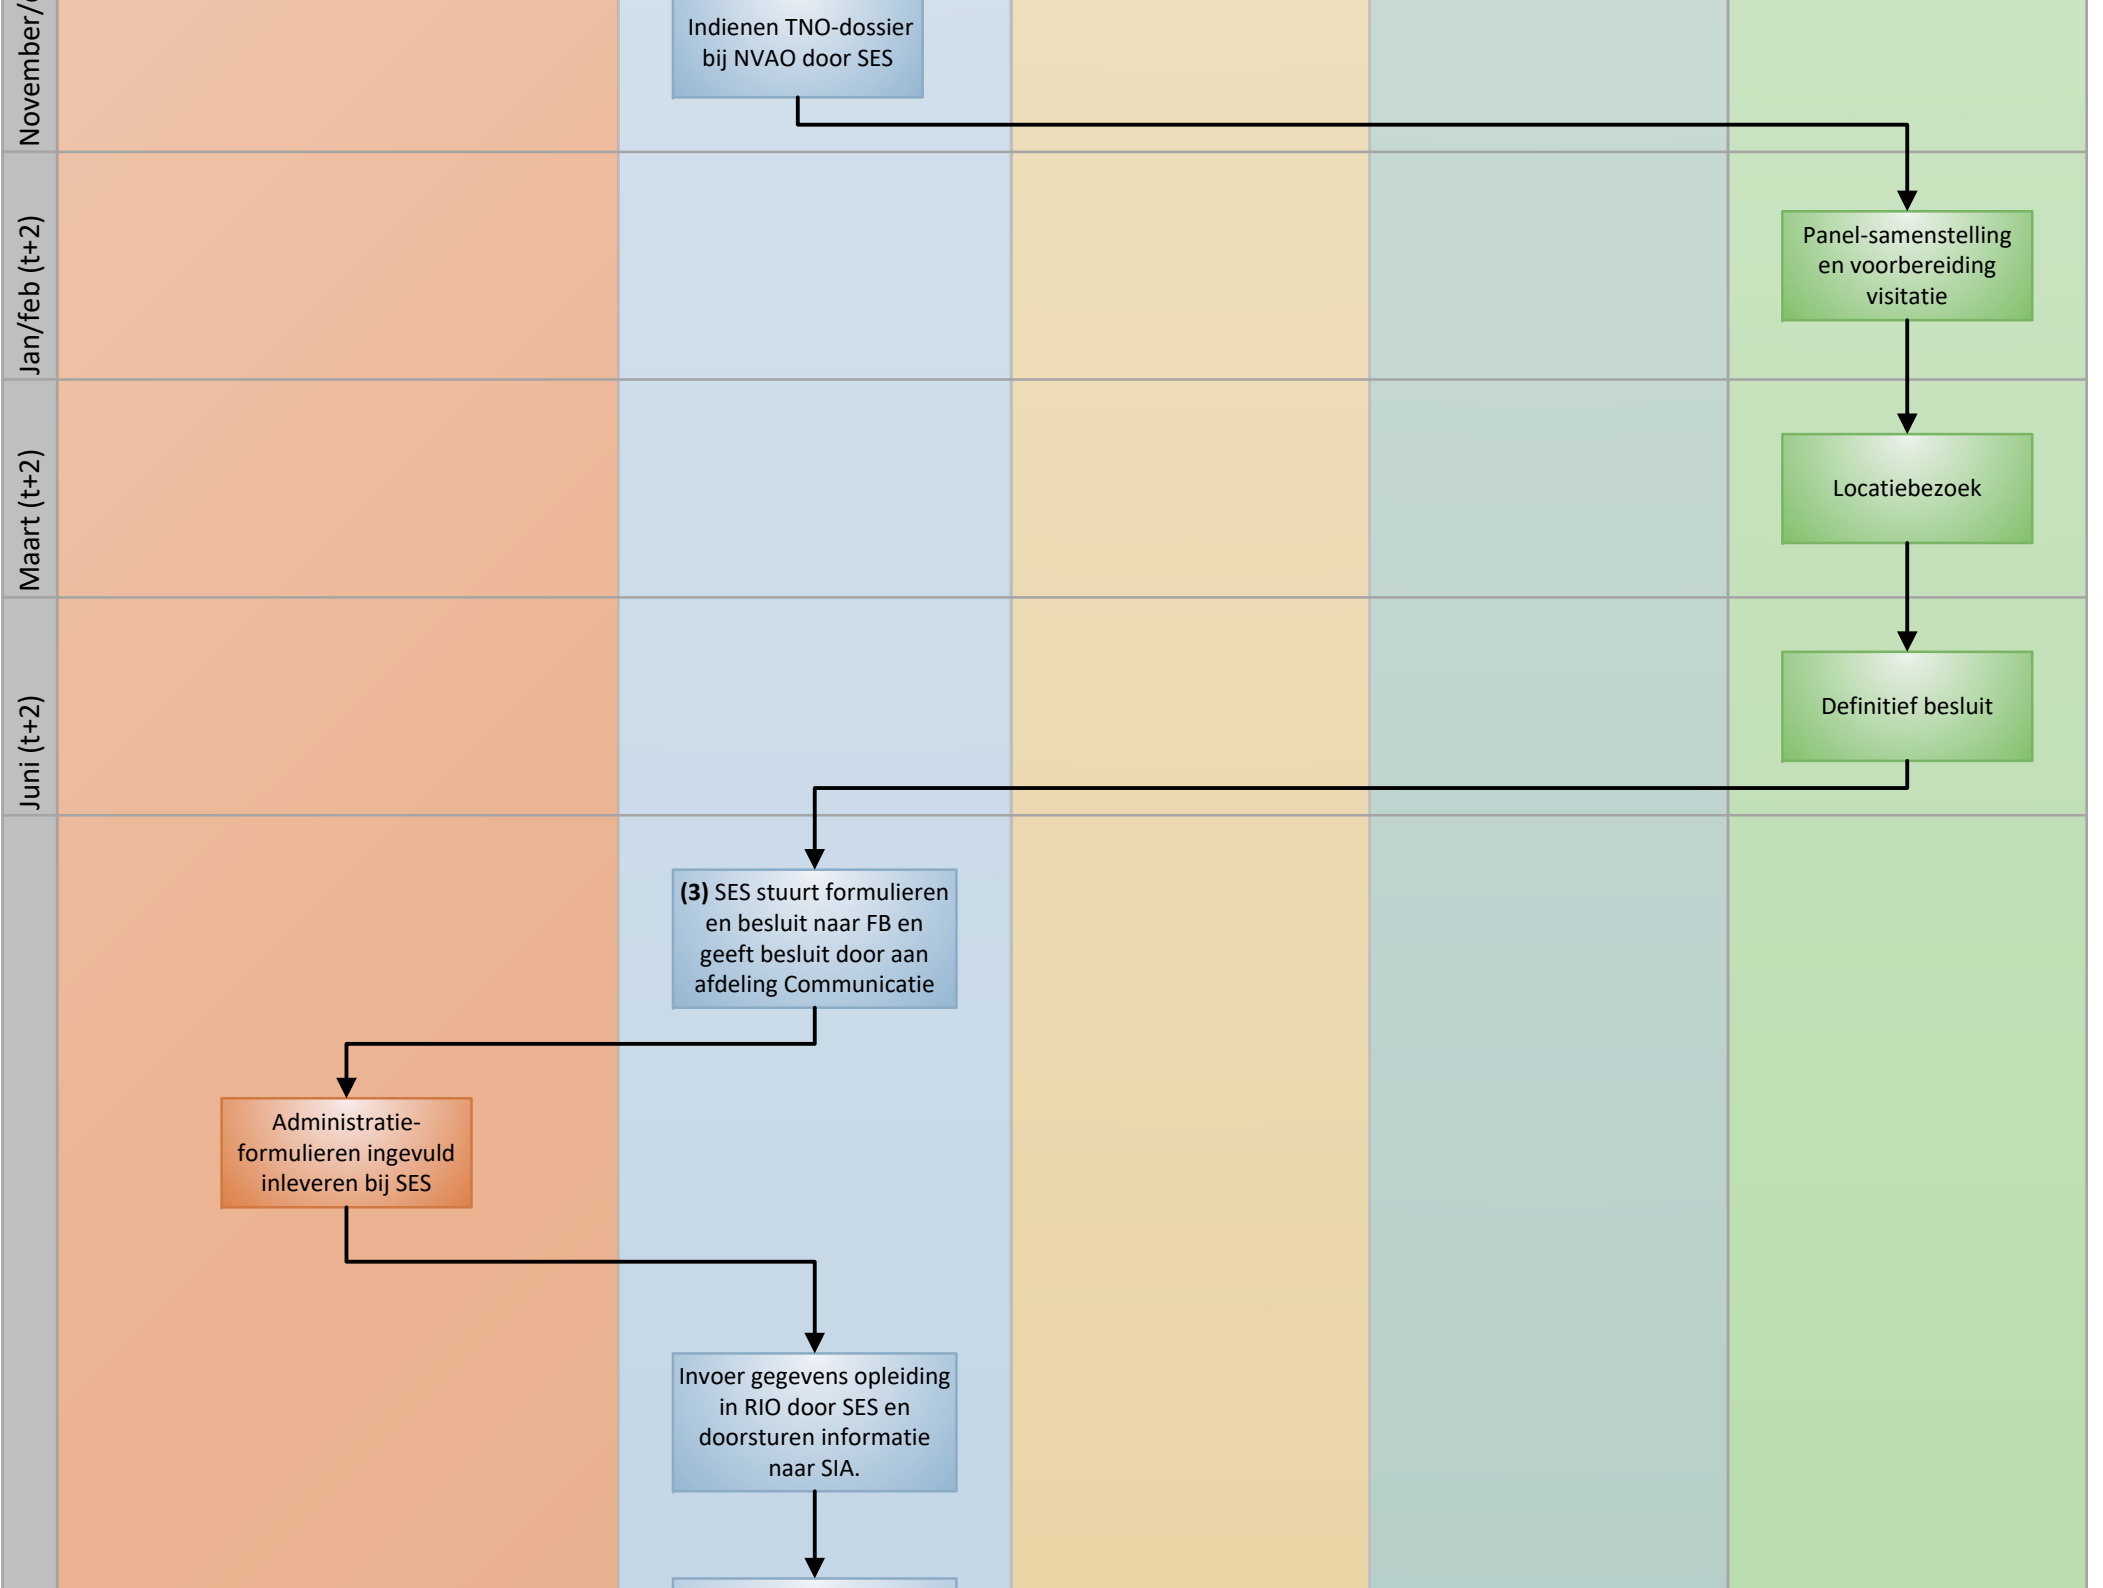 November/
Indienen TNO-dossier
bij NVAO door SES
Jan/feb (t+2)
Panel-samenstelling
en voorbereiding
visitatie
Maart (t+2)
Locatiebezoek
Juni (t+2)
Definitief besluit
(3) SES stuurt formulieren
en besluit naar FB en
geeft besluit door aan
afdeling Communicatie
Administratie-
formulieren ingevuld
inleveren bij SES
Invoer gegevens opleiding
in RIO door SES en
doorsturen informatie
naar SIA.